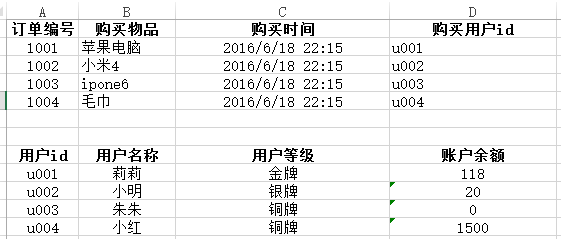 A B C D
订单编号 购买物品 购买时间 购买用户id
1001 苹果电脑 2016/6/18 22:15 u001
1002 小米4 2016/6/18 22:15 u002
1003 ipone6 2016/6/18 22:15 u003
1004 毛巾 2016/6/18 22:15 u004
用户id 用户名称 用户等级 账户余额
u001 莉莉 金牌 118
u002 小明 银牌 20
u003 朱朱 铜牌 0
u004 小红 铜牌 1500